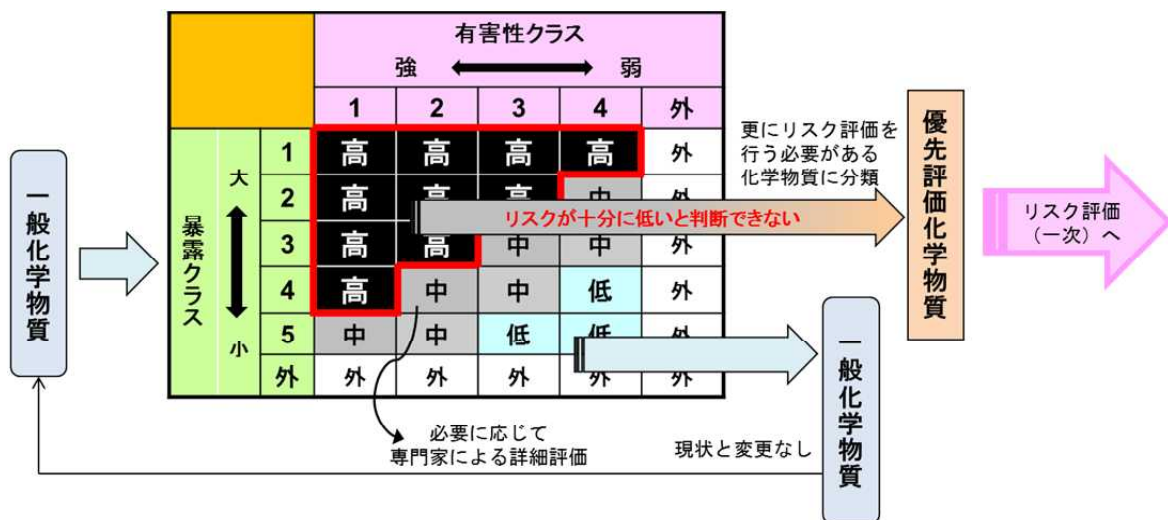 有害性クラス
強 弱
1 2 3 4 外
一般化学物質
暴露クラス
大
小
1 高 高 高 高 外
2 高 高 高 中 外
3 高 高 中 中 外
4 高 中 中 低 外
5 中 中 低 低 外
外 外 外 外 外 外
リスクが十分に低いと判断できない
更にリスク評価を
行う必要がある
化学物質に分類
優先評価化学物質
リスク評価
(一次)へ
必要に応じて
専門家による詳細評価
現状と変更なし
一般化学物質